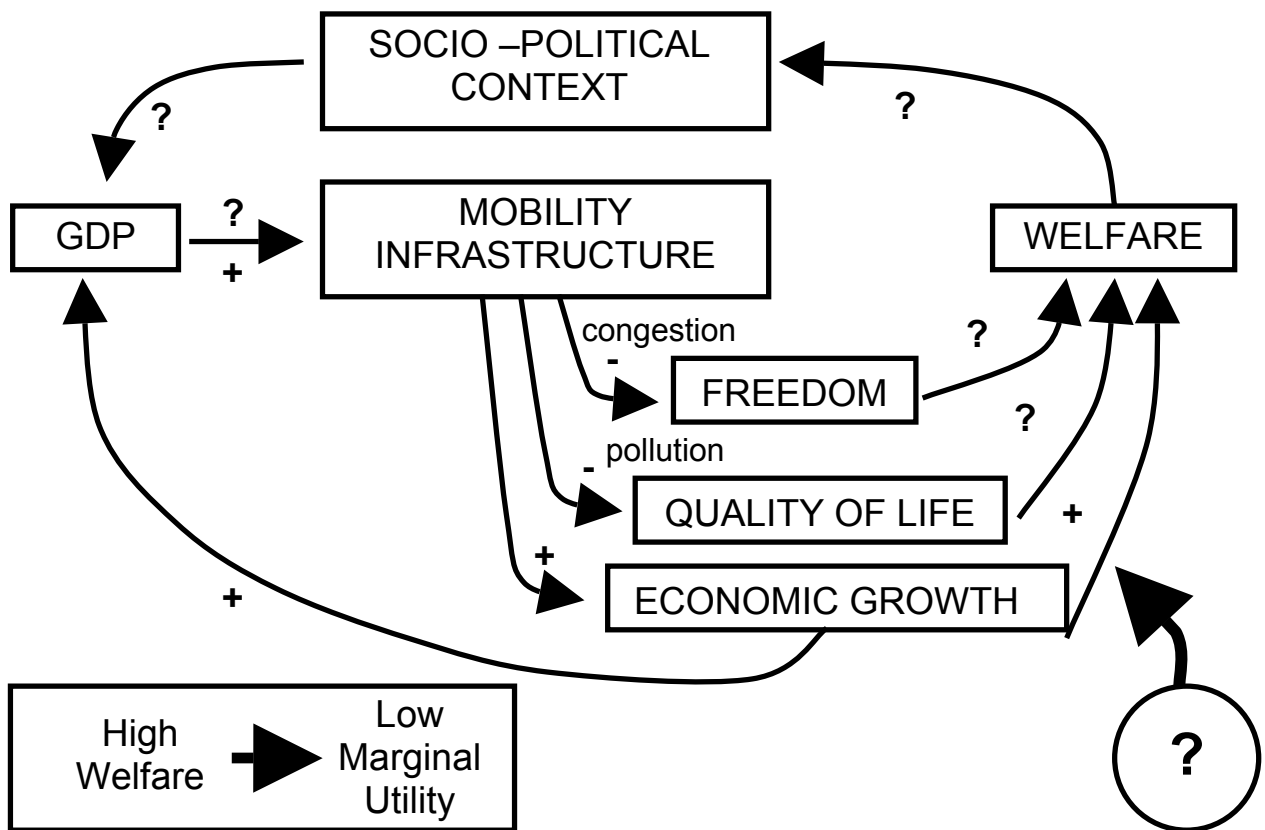 SOCIO –POLITICAL
CONTEXT
?
?
GDP
?
+
MOBILITY
INFRASTRUCTURE
WELFARE
congestion
-
?
FREEDOM
?
pollution
-
QUALITY OF LIFE
+
+
ECONOMIC GROWTH
+
High
Welfare
Low
Marginal
Utility
?